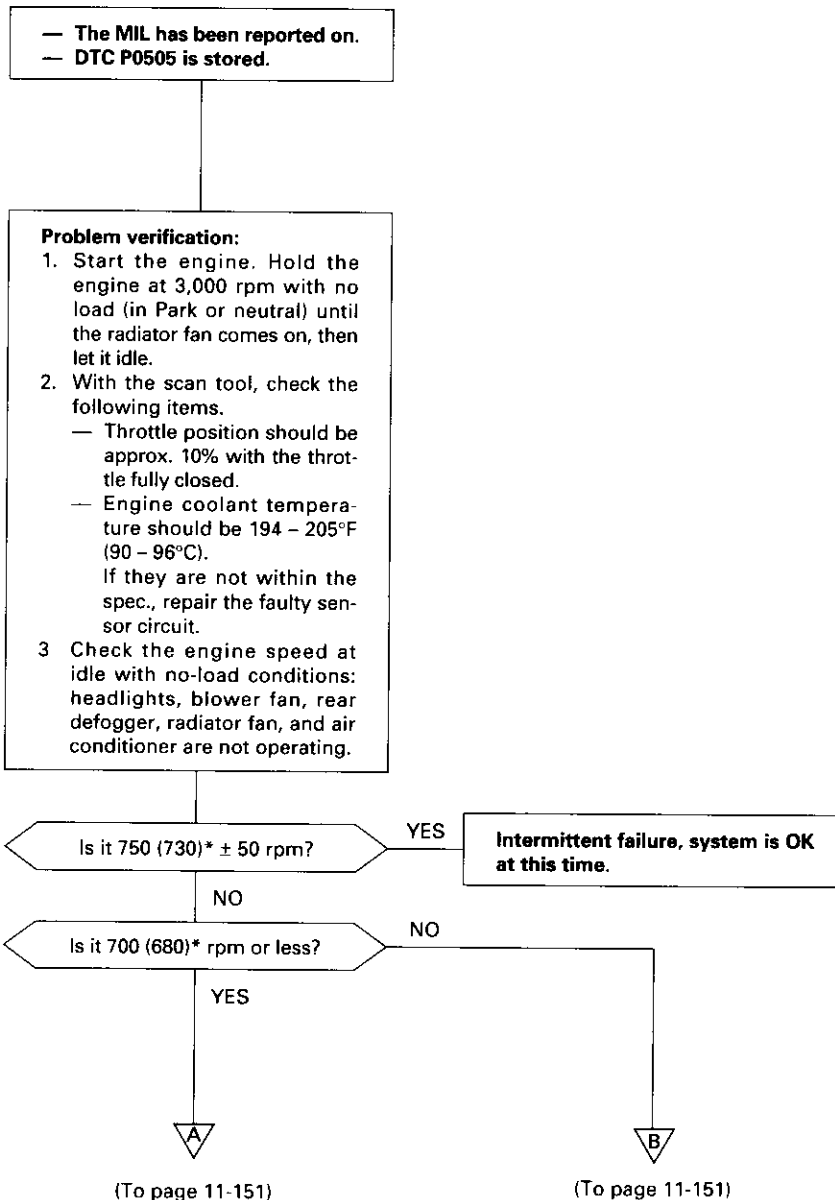 — The MIL has been reported on.
— DTC P0505 is stored.
Problem verification:
1. Start the engine. Hold the
engine at 3,000 rpm with no
load (in Park or neutral) until
the radiator fan comes on, then
let it idle.
2. With the scan tool, check the
following items.
— Throttle position should be
approx. 10% with the throt-
tle fully closed.
— Engine coolant tempera-
ture should be 194 – 205°F
(90 – 96°C).
If they are not within the
spec., repair the faulty sen-
sor circuit.
3 Check the engine speed at
idle with no-load conditions:
headlights, blower fan, rear
defogger, radiator fan, and air
conditioner are not operating.
Is it 750 (730)* ± 50 rpm?
YES
Intermittent failure, system is OK
at this time.
NO
Is it 700 (680)* rpm or less?
NO
YES
A
B
(To page 11-151)
(To page 11-151)